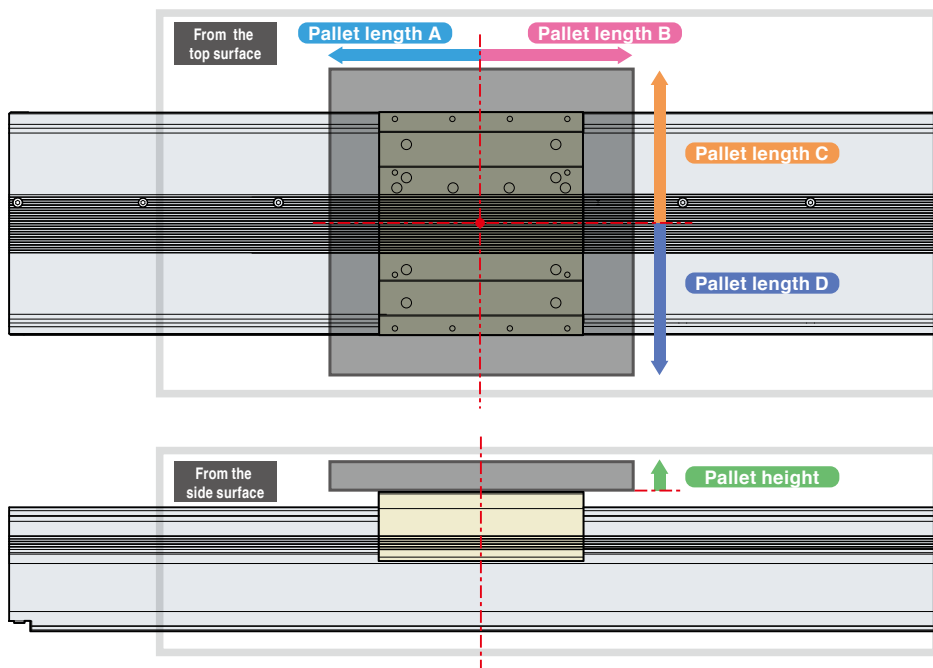 From the
top surface
Pallet length A
Pallet length B
Pallet length C
Pallet length D
From the
side surface
Pallet height